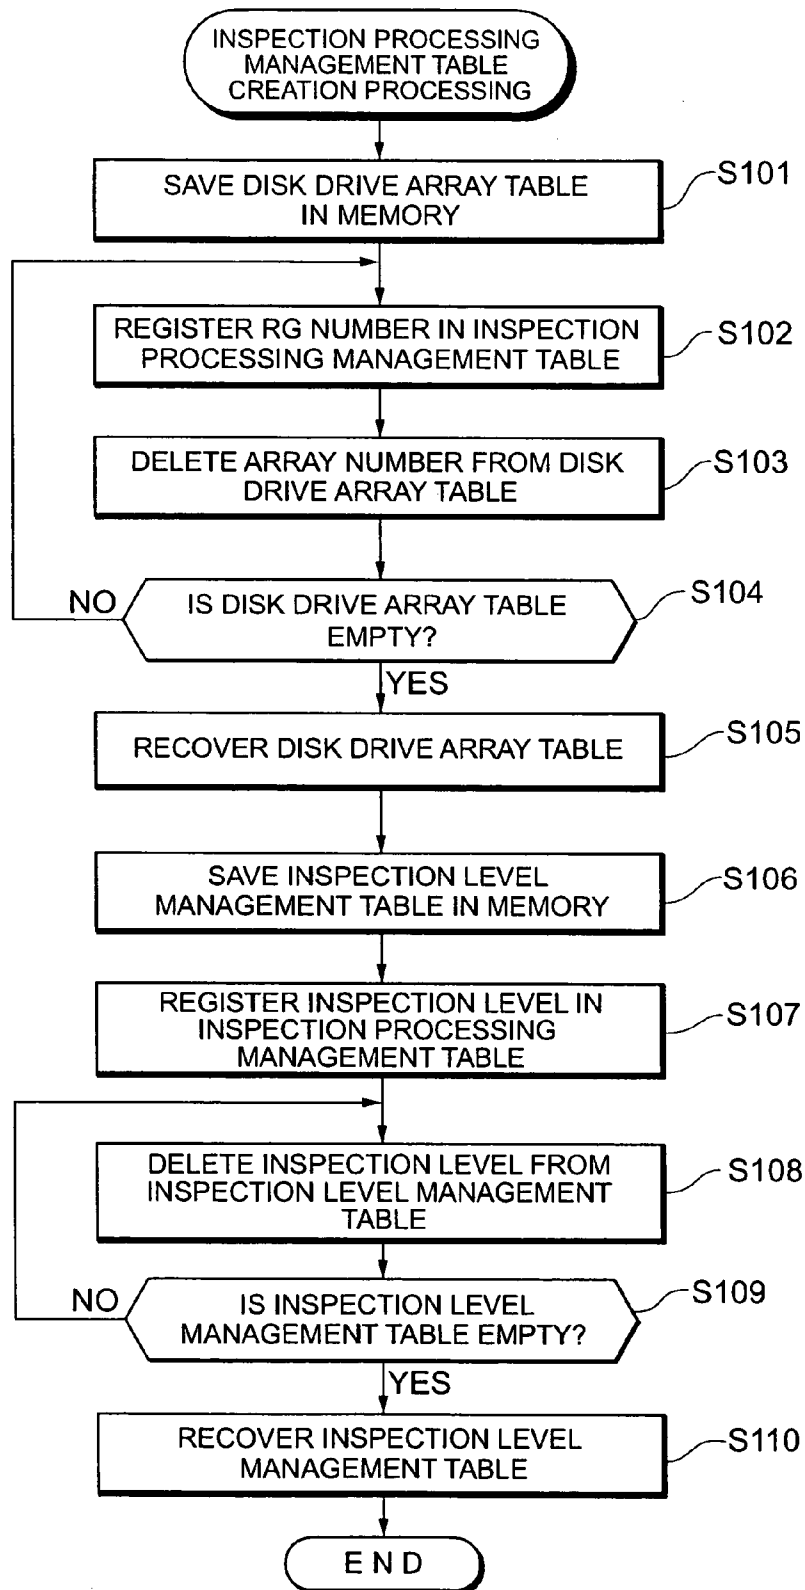 INSPECTION PROCESSING
MANAGEMENT TABLE
CREATION PROCESSING
SAVE DISK DRIVE ARRAY TABLE
IN MEMORY
S101
REGISTER RG NUMBER IN INSPECTION
PROCESSING MANAGEMENT TABLE
S102
DELETE ARRAY NUMBER FROM DISK
DRIVE ARRAY TABLE
S103
NO
IS DISK DRIVE ARRAY TABLE
EMPTY?
S104
YES
RECOVER DISK DRIVE ARRAY TABLE
S105
SAVE INSPECTION LEVEL
MANAGEMENT TABLE IN MEMORY
S106
REGISTER INSPECTION LEVEL IN
INSPECTION PROCESSING
MANAGEMENT TABLE
S107
DELETE INSPECTION LEVEL FROM
INSPECTION LEVEL MANAGEMENT
TABLE
S108
NO
IS INSPECTION LEVEL
MANAGEMENT TABLE EMPTY?
S109
YES
RECOVER INSPECTION LEVEL
MANAGEMENT TABLE
S110
END